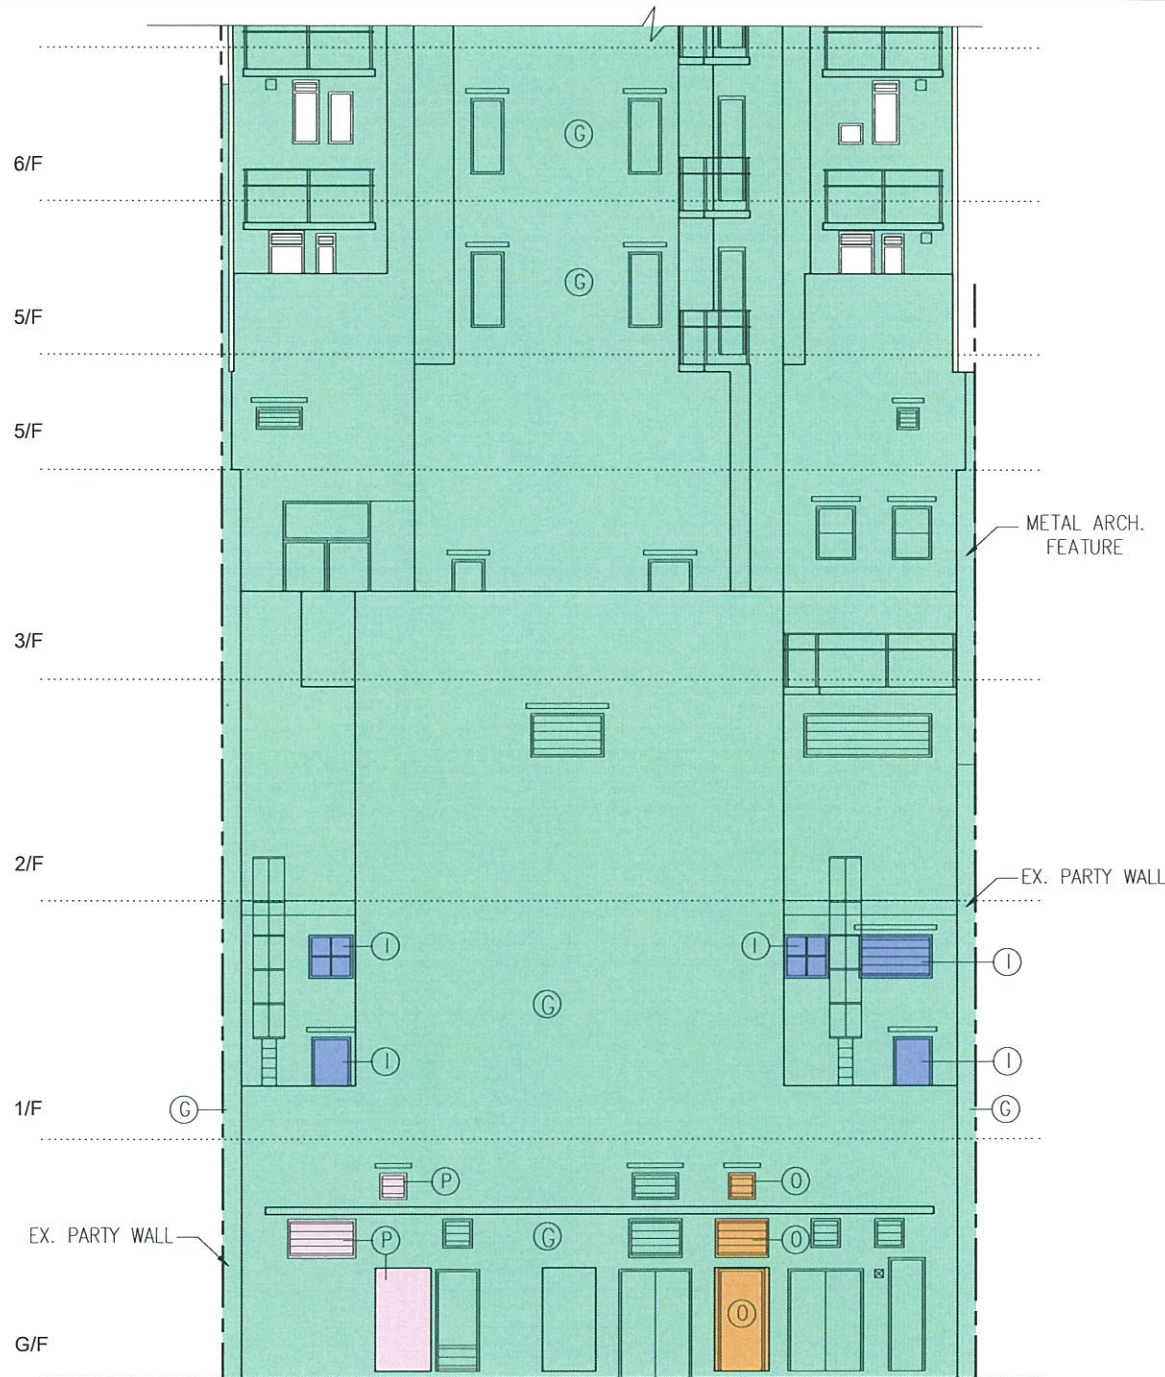 G
6/F
G
5/F
5/F
METAL ARCH.
FEATURE
3/F
2/F
EX. PARTY WALL
I
I
I
G
I
I
1/F
G
G
P
O
EX. PARTY WALL
P
G
O
O
G/F